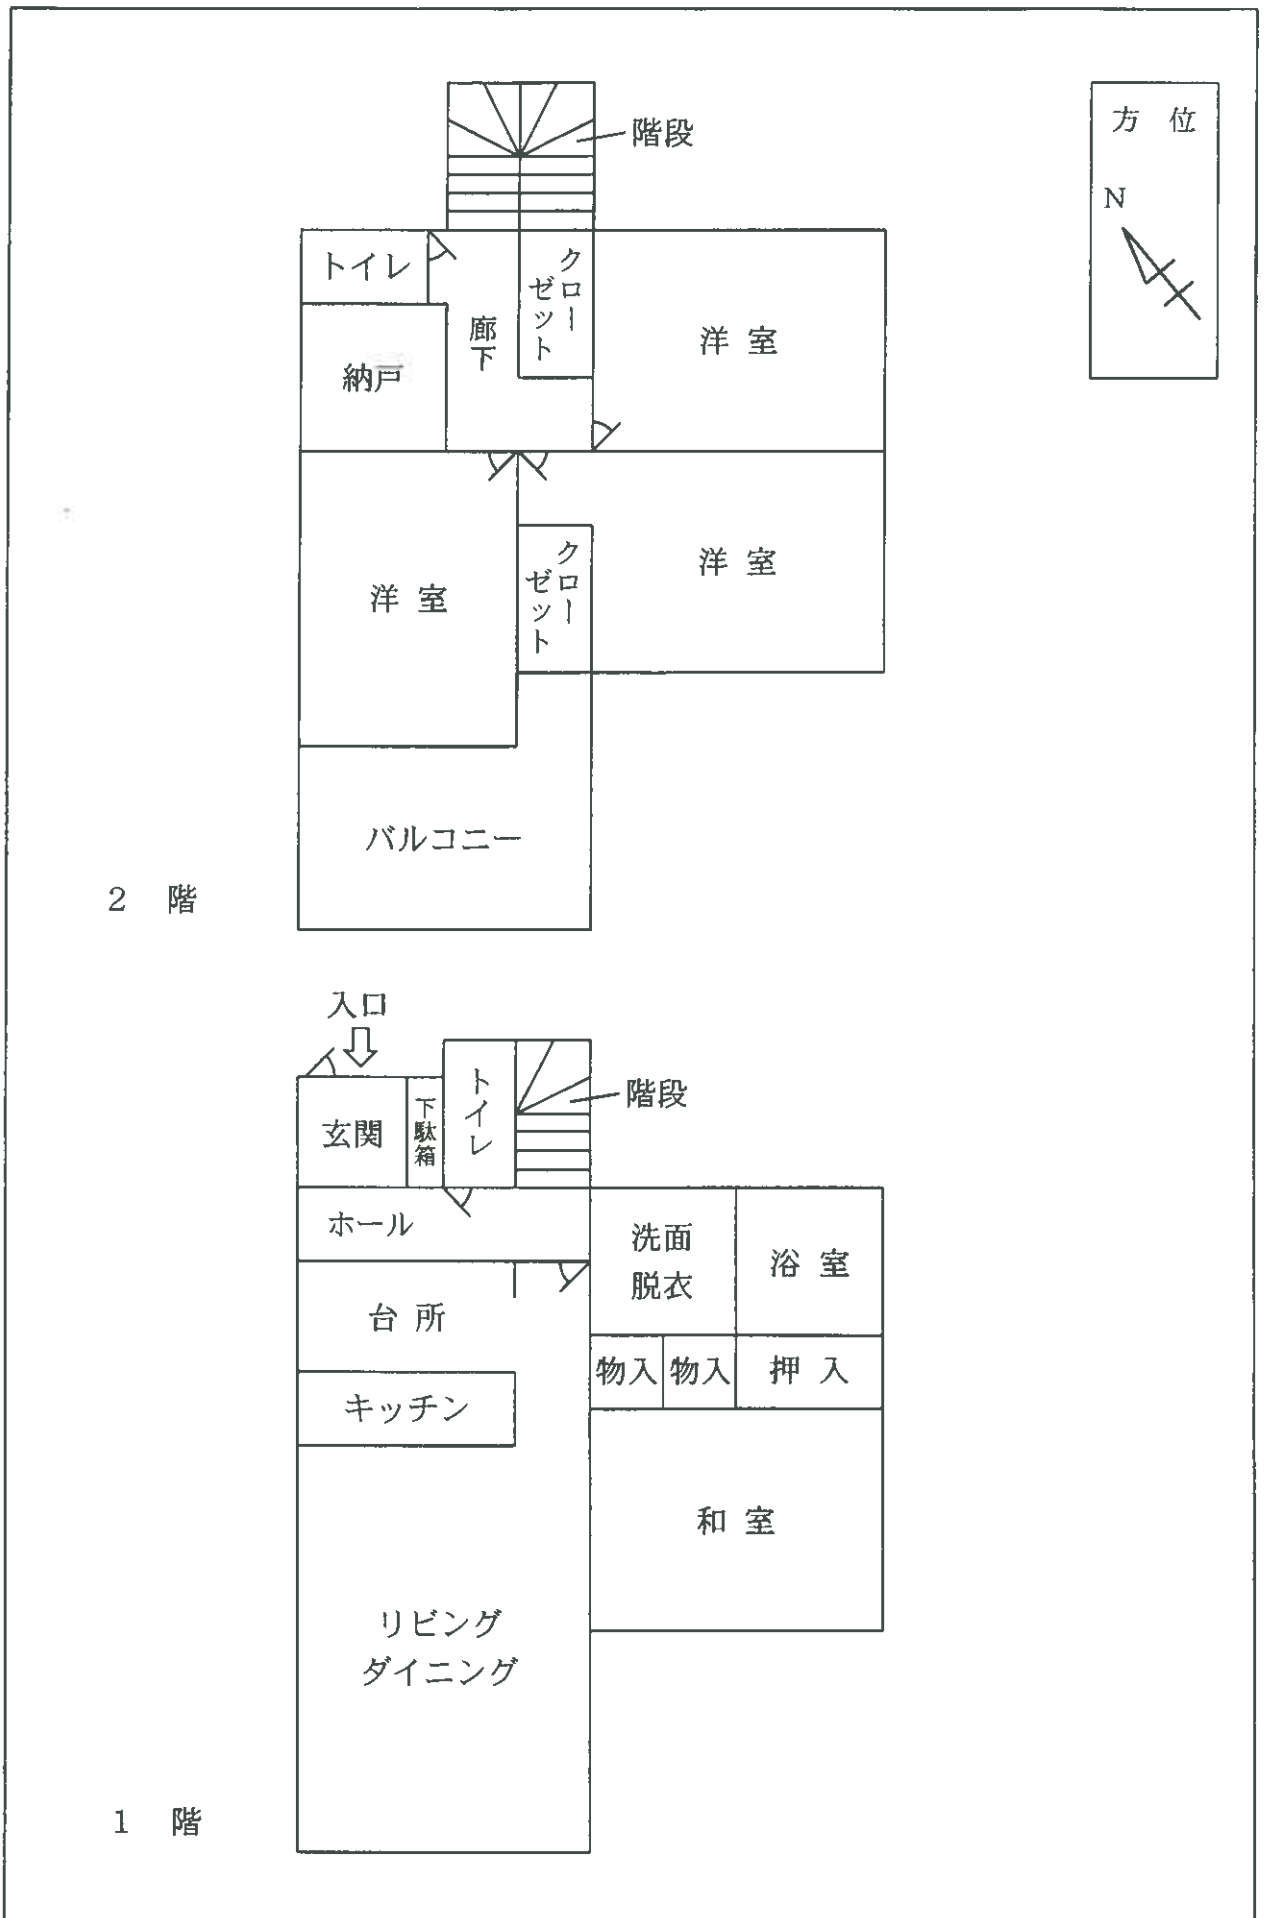 階段
方 位
N
トイレ
クローゼット
廊下
洋 室
納戸
洋 室
クローゼット
洋 室
バルコニー
2 階
入口
トイレ
階段
玄関
下駄箱
ホール
洗面
脱衣
浴 室
台 所
物入
物入
押 入
キッチン
和 室
リビング
ダイニング
1 階